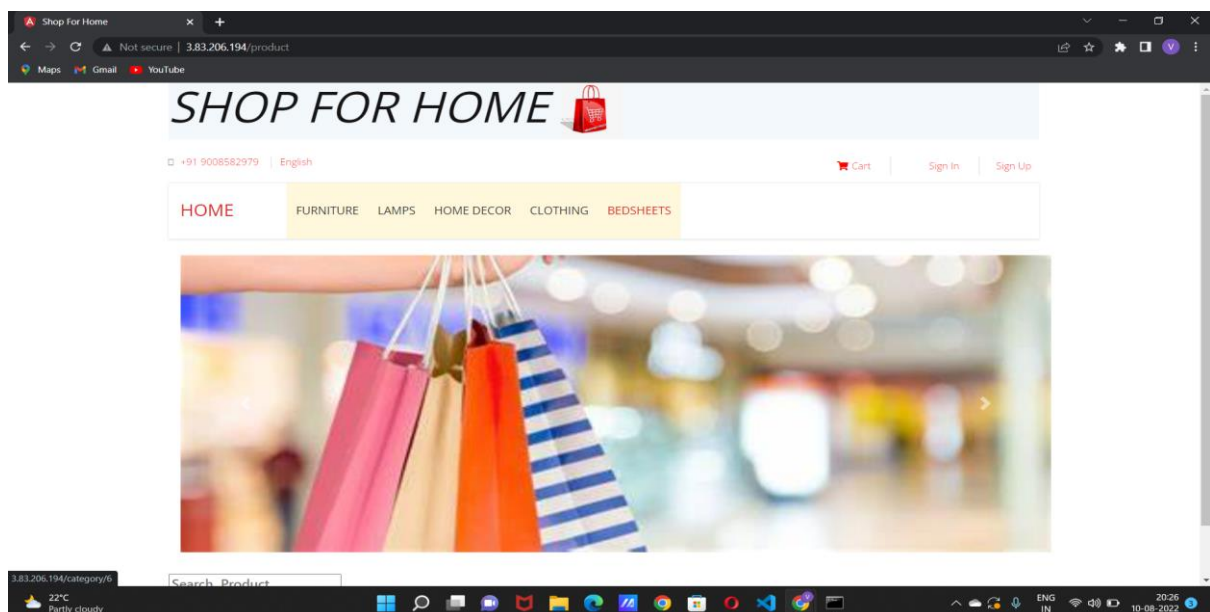 Shop For Home
Not secure | 3.83.206.194/product
Maps Gmail YouTube
SHOP FOR HOME
+91 9008582979 English Cart Sign In Sign Up
HOME FURNITURE LAMPS HOME DECOR CLOTHING BEDSHEETS
Search Product
3.83.206.194/category/6
22°C
Partly cloudy
ENG
IN
20:26
10-08-2022
3